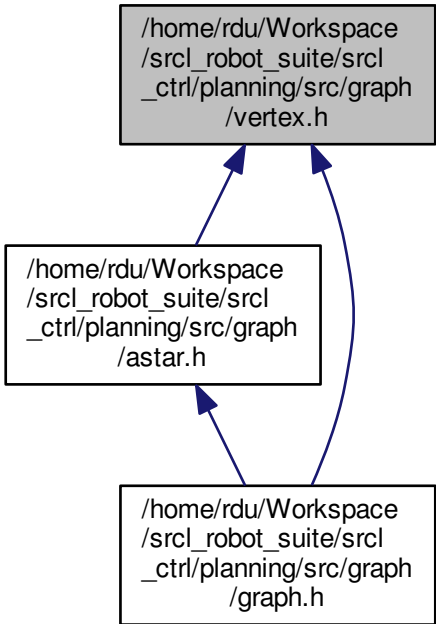 /home/rdu/Workspace
/srcl_robot_suite/srcl
_ctrl/planning/src/graph
/vertex.h
/home/rdu/Workspace
/srcl_robot_suite/srcl
_ctrl/planning/src/graph
/astar.h
/home/rdu/Workspace
/srcl_robot_suite/srcl
_ctrl/planning/src/graph
/graph.h